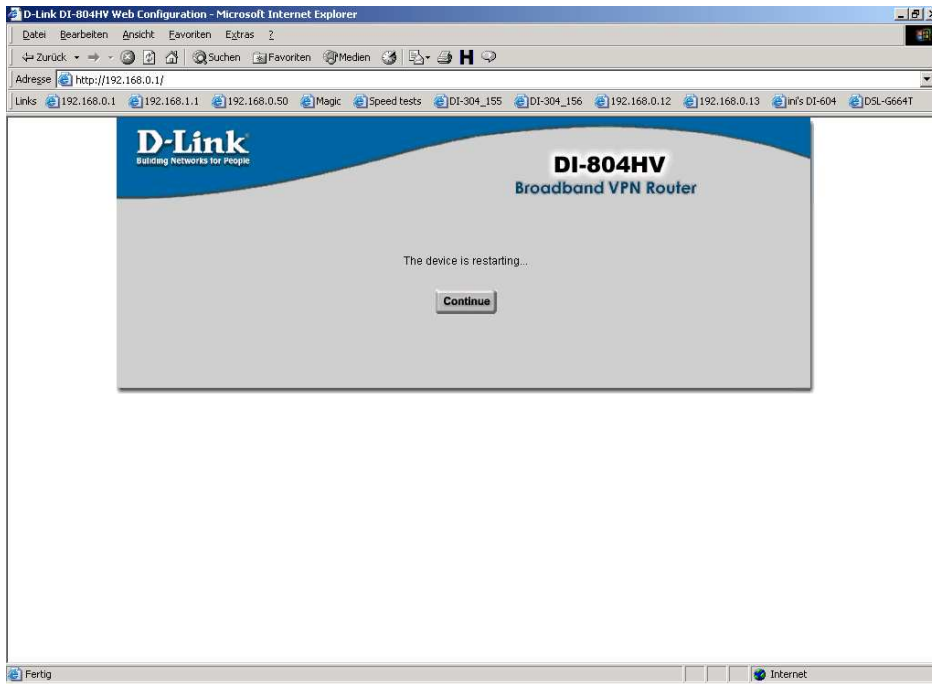 D-Link DI-804HV Web Configuration - Microsoft Internet Explorer
Datei Bearbeiten Ansicht Favoriten Extras ?
Zurück Suchen Favoriten Medien
Adresse http://192.168.0.1/
Links 192.168.0.1 192.168.1.1 192.168.0.50 Magic Speed tests DI-304_155 DI-304_156 192.168.0.12 192.168.0.13 ini's DI-604 DSL-G664T
D-Link
Building Networks for People
DI-804HV
Broadband VPN Router
The device is restarting...
Continue
Fertig Internet